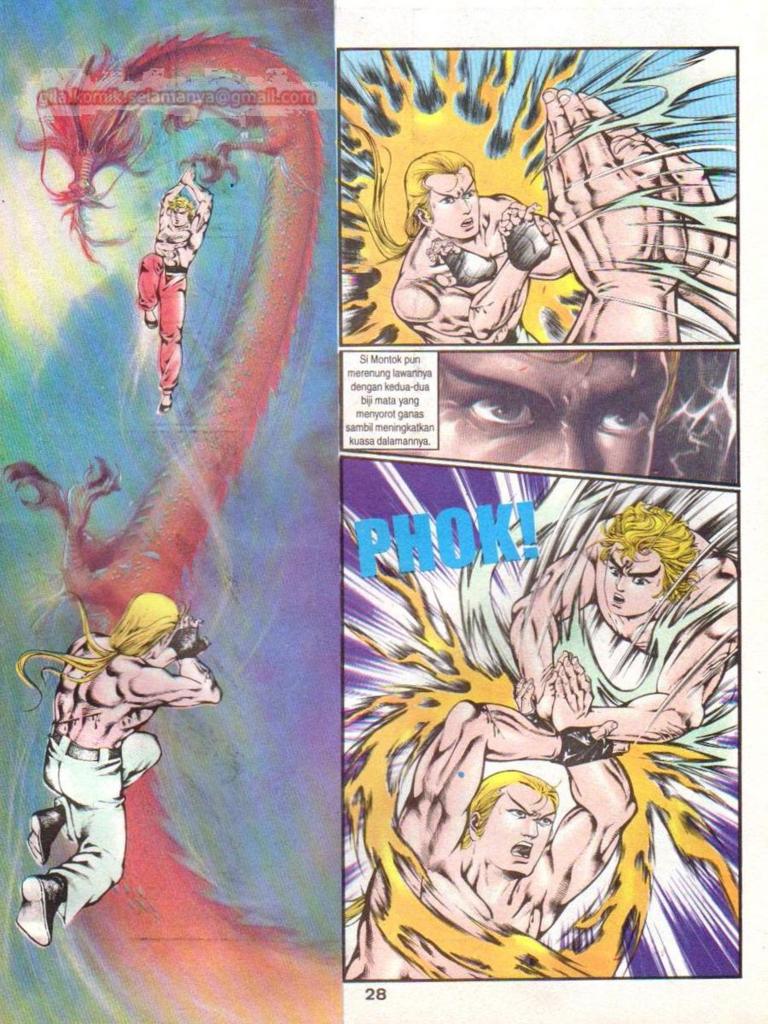 gila.komik.selamanya@gmail.com
Si Montok pun
merenung lawannya
dengan kedua-dua
biji mata yang
menyorot ganas
sambil meningkatkan
kuasa dalamannya.
PHOK!
28